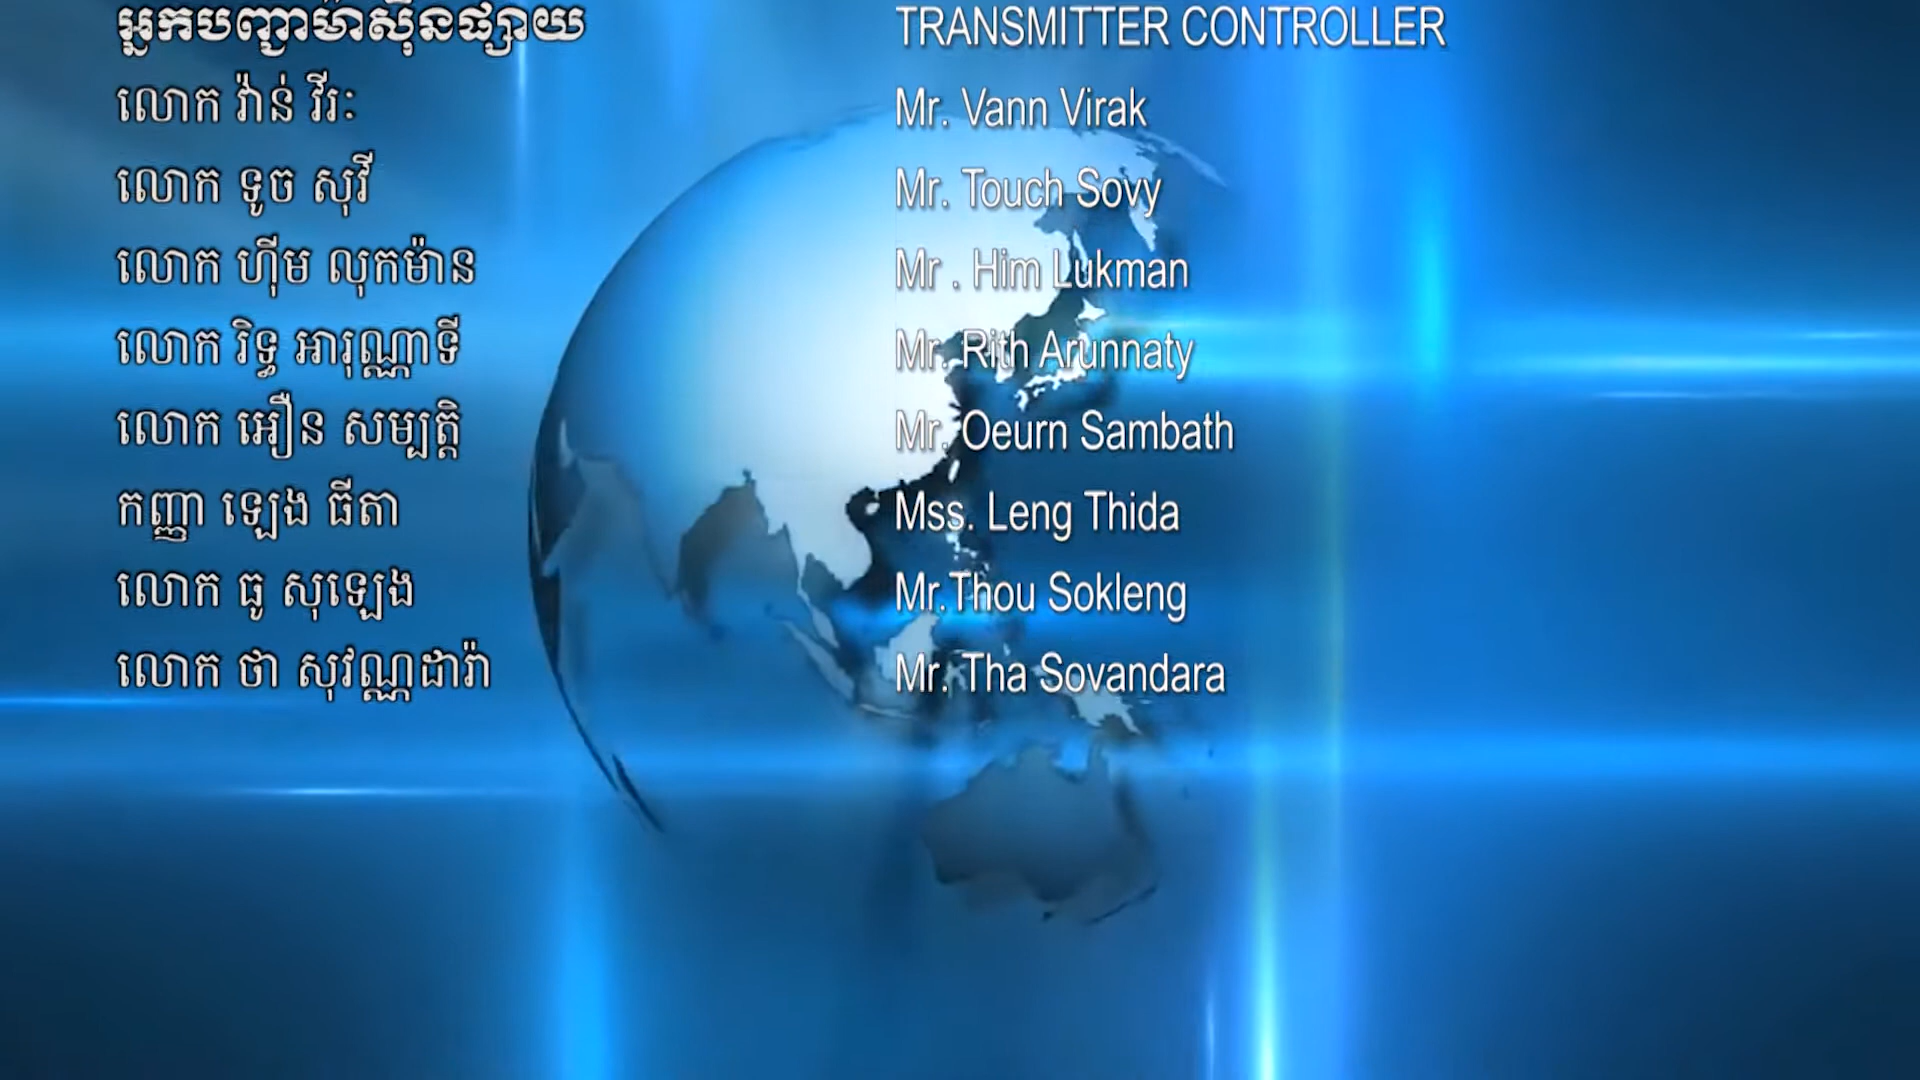 អ្នកបញ្ជាម៉ាស៊ីនផ្សាយ TRANSMITTER CONTROLLER
លោក វ៉ាន់ វីរៈ Mr. Vann Virak
លោក ទូច សុវី Mr. Touch Sovy
លោក ហ៊ីម លុកម៉ាន Mr . Him Lukman
លោក រិទ្ធ អារុណ្ណាទី Mr. Rith Arunnaty
លោក អឿន សម្បត្តិ Mr. Oeurn Sambath
កញ្ញា ឡេង ធីតា Mss. Leng Thida
លោក ធូ សុឡេង Mr.Thou Sokleng
លោក ថា សុវណ្ណដារ៉ា Mr. Tha Sovandara